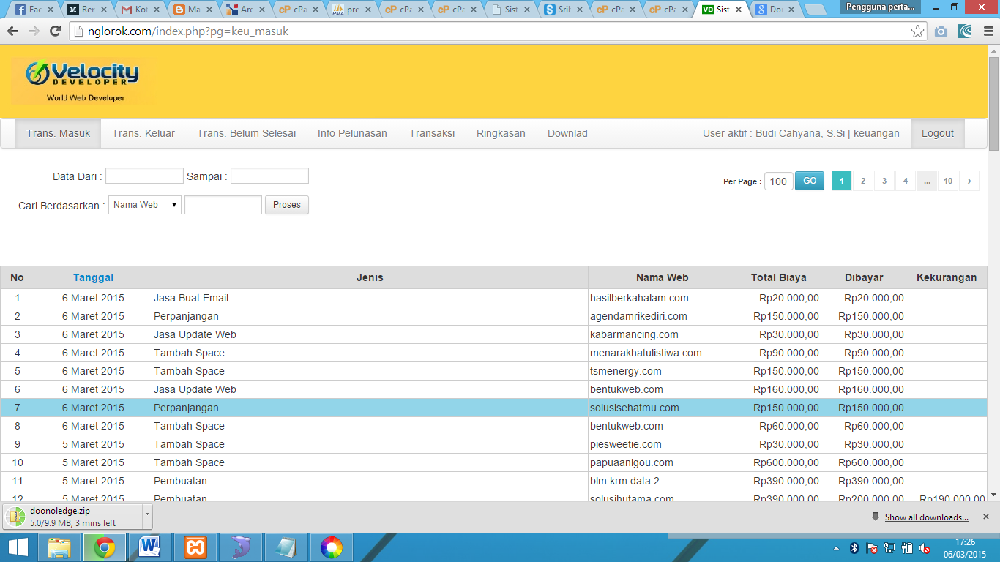 Fac Rer Kot Ma Are cPa pre cPa cPa Sist Srib cPa cPa Sist Doi Pengguna perta...
nglorok.com/index.php?pg=keu_masuk
Velocity
DEVELOPER
World Web Developer
Trans. Masuk Trans. Keluar Trans. Belum Selesai Info Pelunasan Transaksi Ringkasan Downlad User aktif : Budi Cahyana, S.Si | keuangan Logout
Data Dari : Sampai :
Per Page : 100 GO 1 2 3 4 ... 10 ›
Cari Berdasarkan : Nama Web Proses
No Tanggal Jenis Nama Web Total Biaya Dibayar Kekurangan
1 6 Maret 2015 Jasa Buat Email hasilberkahalam.com Rp20.000,00 Rp20.000,00
2 6 Maret 2015 Perpanjangan agendamrikediri.com Rp150.000,00 Rp150.000,00
3 6 Maret 2015 Jasa Update Web kabarmancing.com Rp30.000,00 Rp30.000,00
4 6 Maret 2015 Tambah Space menarakhatulistiwa.com Rp90.000,00 Rp90.000,00
5 6 Maret 2015 Tambah Space tsmenergy.com Rp150.000,00 Rp150.000,00
6 6 Maret 2015 Jasa Update Web bentukweb.com Rp160.000,00 Rp160.000,00
7 6 Maret 2015 Perpanjangan solusisehatmu.com Rp150.000,00 Rp150.000,00
8 6 Maret 2015 Tambah Space bentukweb.com Rp60.000,00 Rp60.000,00
9 5 Maret 2015 Tambah Space piesweetie.com Rp30.000,00 Rp30.000,00
10 5 Maret 2015 Tambah Space papuaanigou.com Rp600.000,00 Rp600.000,00
11 5 Maret 2015 Pembuatan blm krm data 2 Rp390.000,00 Rp390.000,00
12 5 Maret 2015 Pembuatan solusihutama.com Rp390.000,00 Rp200.000,00 Rp190.000,00
doonoledge.zip
5.0/9.9 MB, 3 mins left
Show all downloads...
17:26
06/03/2015